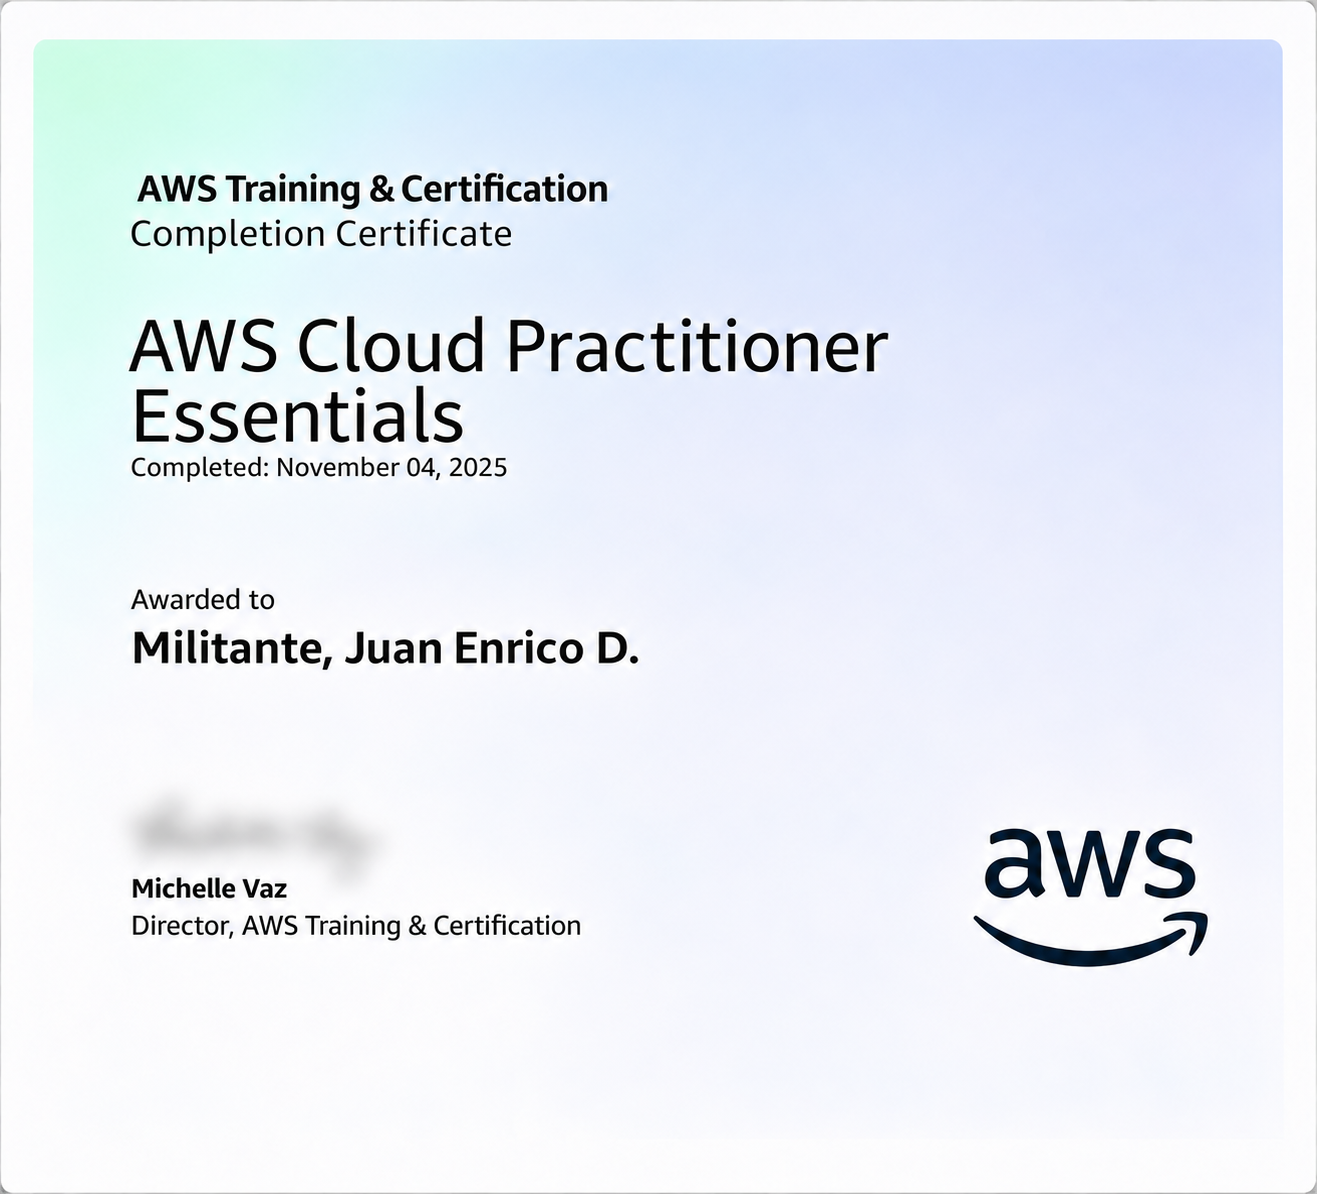 AWS Training & Certification
Completion Certificate
AWS Cloud Practitioner
Essentials
Completed: November 04, 2025
Awarded to
Militante, Juan Enrico D.
Michelle Vaz
Director, AWS Training & Certification
aws